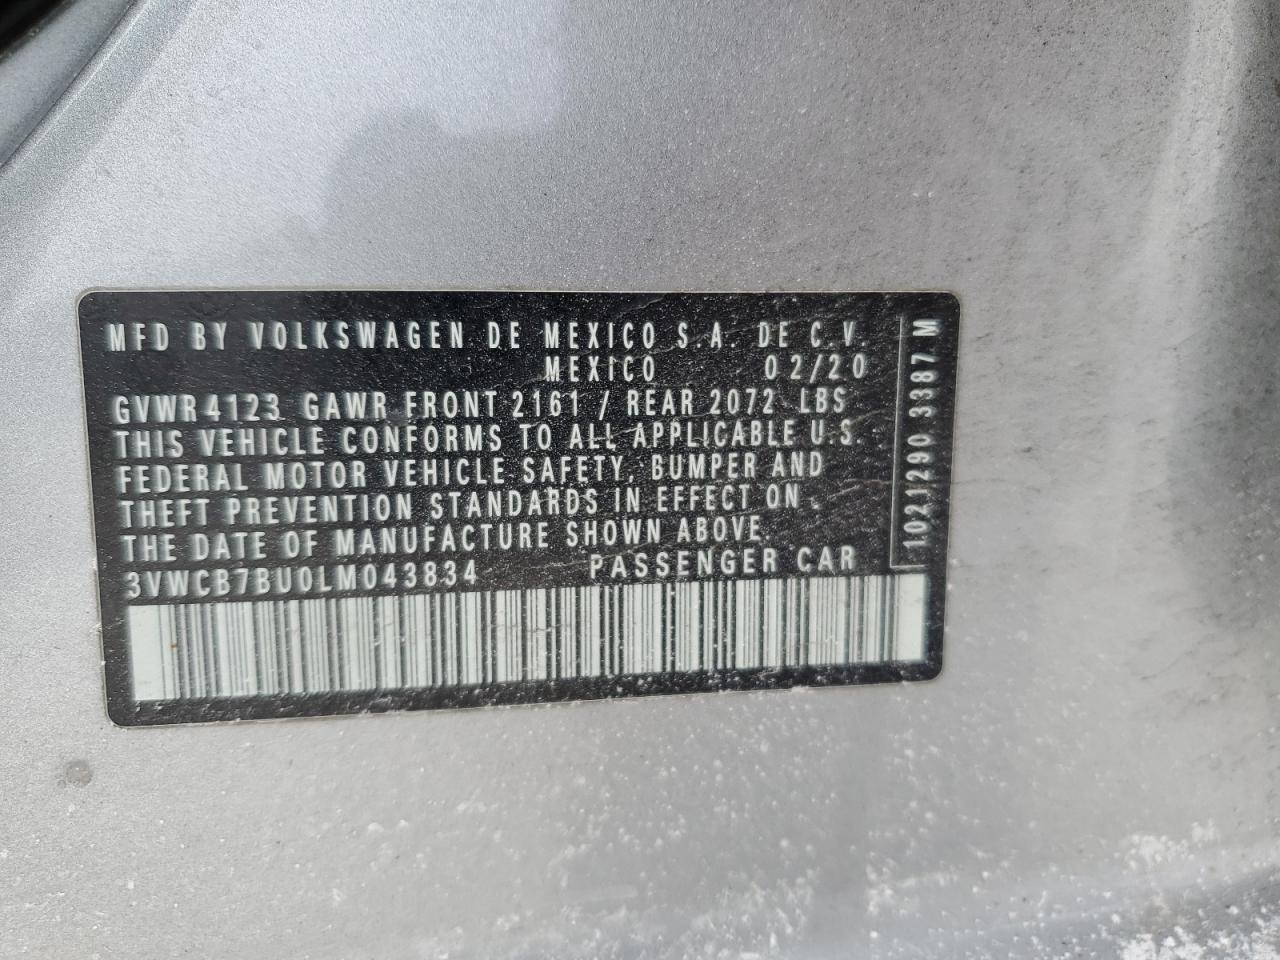 MFD BY VOLKSWAGEN DE MEXICO S.A. DE C.V.
MEXICO 02/20
GVWR 4123 GAWR FRONT 2161 / REAR 2072 LBS
THIS VEHICLE CONFORMS TO ALL APPLICABLE U.S.
FEDERAL MOTOR VEHICLE SAFETY, BUMPER AND
THEFT PREVENTION STANDARDS IN EFFECT ON
THE DATE OF MANUFACTURE SHOWN ABOVE
3VWCB7BU0LM043834 PASSENGER CAR
1021290 3387 M